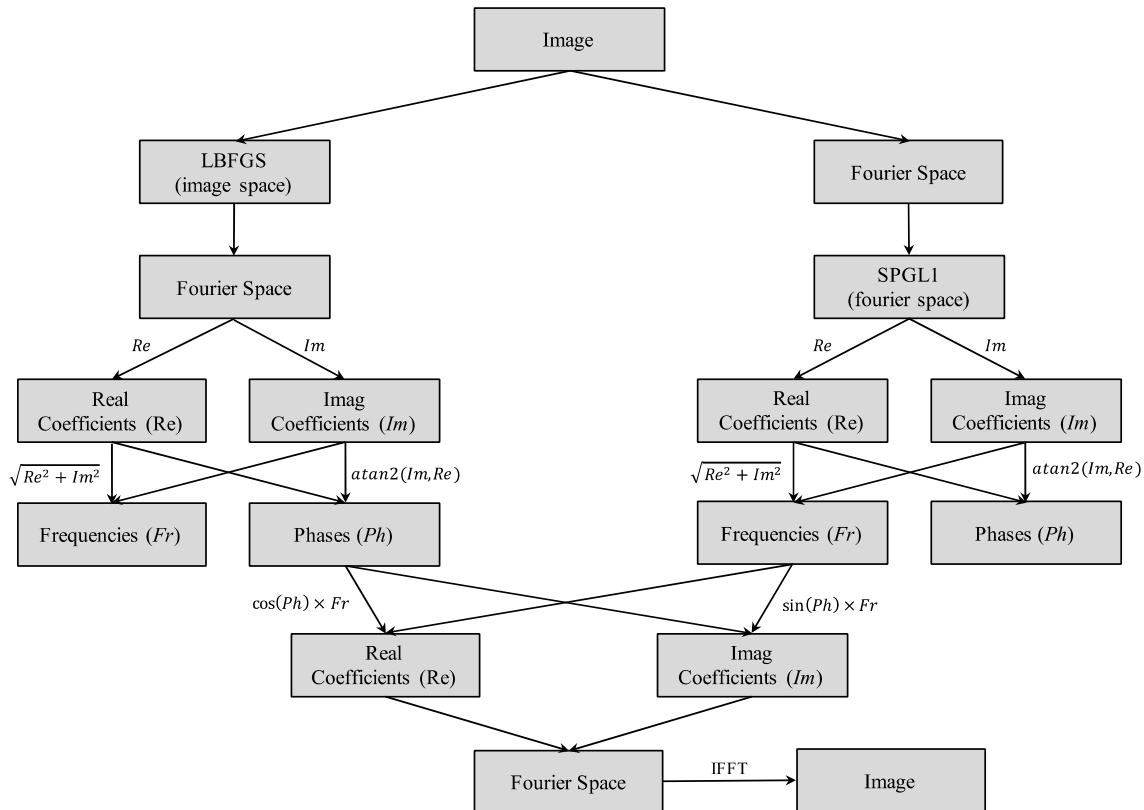 Image
LBFGS
(image space)
Fourier Space
Fourier Space
SPGL1
(fourier space)
Re
Im
Re
Im
Real
Coefficients (Re)
Imag
Coefficients (Im)
Real
Coefficients (Re)
Imag
Coefficients (Im)
√Re² + Im²
atan2(Im,Re)
√Re² + Im²
atan2(Im,Re)
Frequencies (Fr)
Phases (Ph)
Frequencies (Fr)
Phases (Ph)
cos(Ph) × Fr
sin(Ph) × Fr
Real
Coefficients (Re)
Imag
Coefficients (Im)
Fourier Space
IFFT
Image